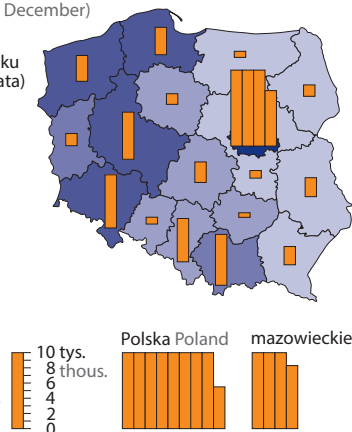 December)
ku
ata)
Polska Poland
mazowieckie
10 tys.
8 thous.
6
4
2
0